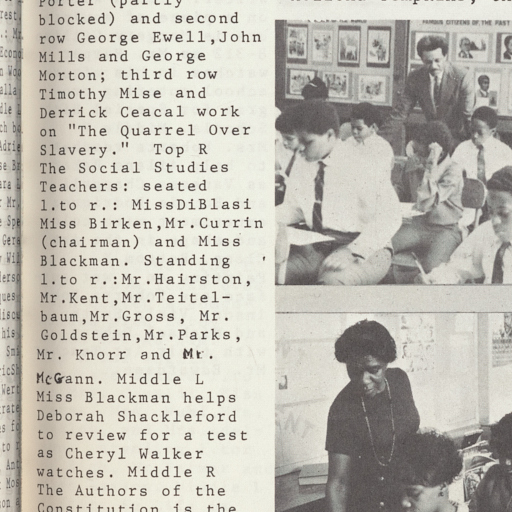 Porter (partly
blocked) and second
row George Ewell,John
Mills and George
Morton; third row
Timothy Mise and
Derrick Ceacal work
on "The Quarrel Over
Slavery." Top R
The Social Studies
Teachers: seated
l.to r.: MissDiBlasi
Miss Birken,Mr.Currin
(chairman) and Miss
Blackman. Standing
l.to r.:Mr.Hairston,
Mr.Kent,Mr.Teitel-
baum,Mr.Gross, Mr.
Goldstein,Mr.Parks,
Mr. Knorr and Mr.
McGann. Middle L
Miss Blackman helps
Deborah Shackleford
to review for a test
as Cheryl Walker
watches. Middle R
The Authors of the
Constitution is the
FAMOUS CITIZENS OF THE PAST